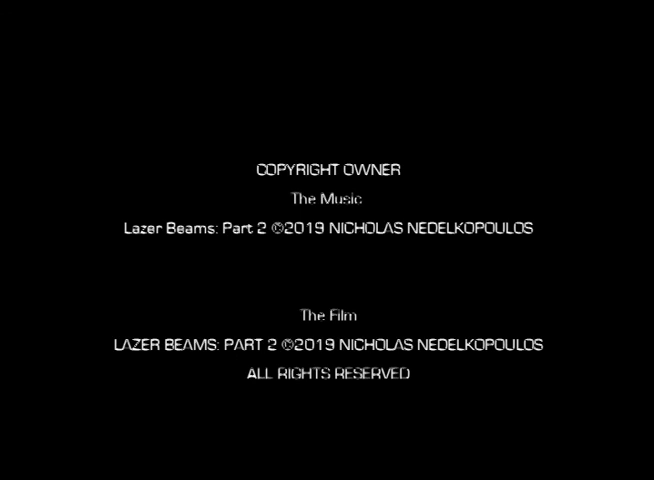 COPYRIGHT OWNER
The Music
Lazer Beams: Part 2 ©2019 NICHOLAS NEDELKOPOULOS
The Film
LAZER BEAMS: PART 2 ©2019 NICHOLAS NEDELKOPOULOS
ALL RIGHTS RESERVED